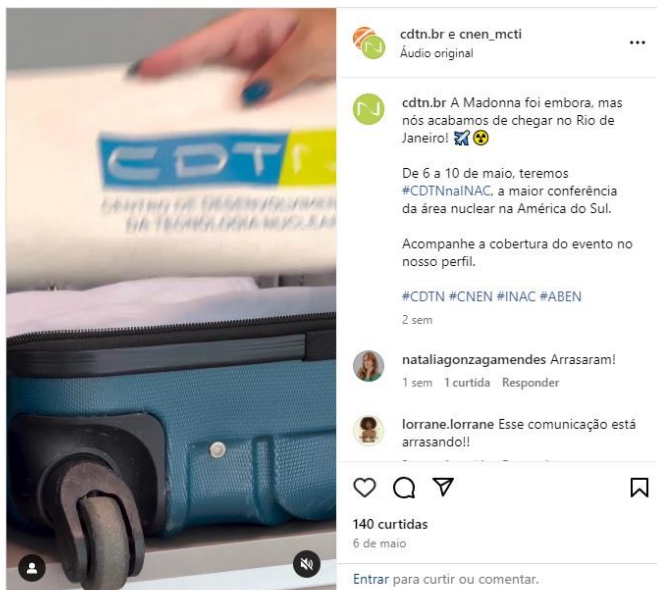 CDTN
CENTRO DE DESENVOLVIMEN
DA TECNOLOGIA NUCLEAR
cdtn.br e cnen_mcti
Áudio original
cdtn.br A Madonna foi embora, mas
nós acabamos de chegar no Rio de
Janeiro! ✈️☢️
De 6 a 10 de maio, teremos
#CDTNnaINAC, a maior conferência
da área nuclear na América do Sul.
Acompanhe a cobertura do evento no
nosso perfil.
#CDTN #CNEN #INAC #ABEN
2 sem
nataliagonzagamendes Arrasaram!
1 sem 1 curtida Responder
lorrane.lorrane Esse comunicação está
arrasando!!
140 curtidas
6 de maio
Entrar para curtir ou comentar.